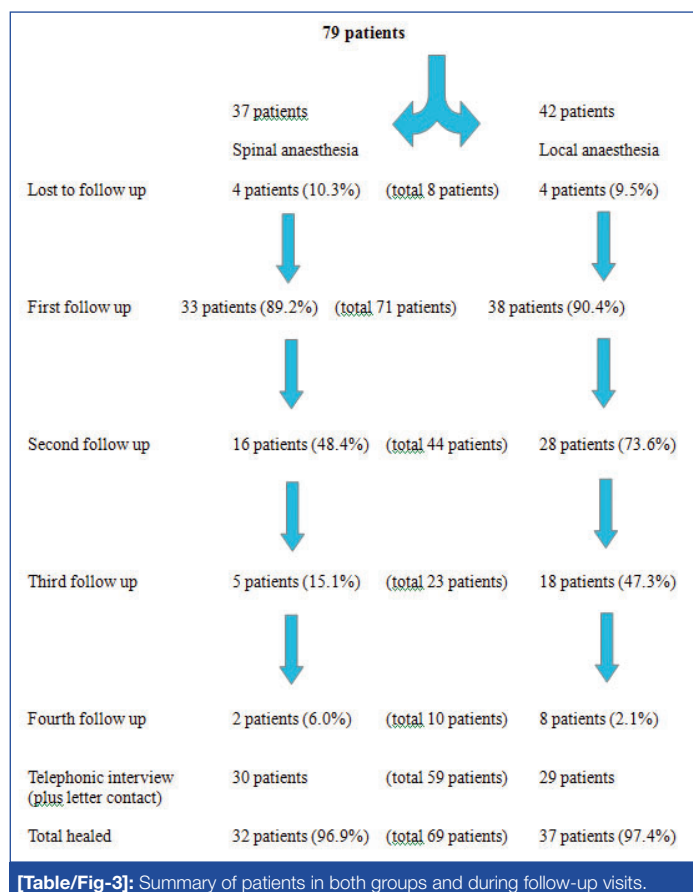 79 patients
37 patients 42 patients
Spinal anaesthesia Local anaesthesia
Lost to follow up 4 patients (10.3%) (total 8 patients) 4 patients (9.5%)
First follow up 33 patients (89.2%) (total 71 patients) 38 patients (90.4%)
Second follow up 16 patients (48.4%) (total 44 patients) 28 patients (73.6%)
Third follow up 5 patients (15.1%) (total 23 patients) 18 patients (47.3%)
Fourth follow up 2 patients (6.0%) (total 10 patients) 8 patients (2.1%)
Telephonic interview 30 patients (total 59 patients) 29 patients
(plus letter contact)
Total healed 32 patients (96.9%) (total 69 patients) 37 patients (97.4%)
[Table/Fig-3]: Summary of patients in both groups and during follow-up visits.